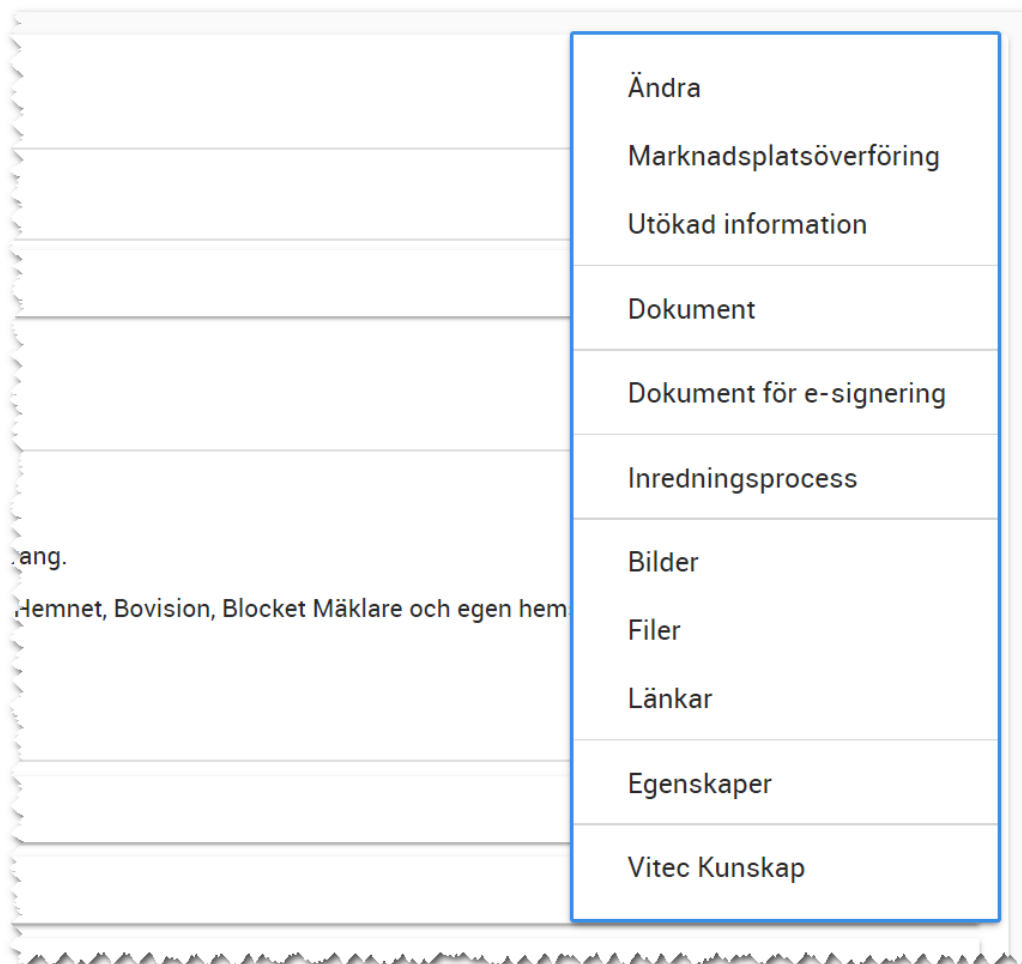 Ändra
Marknadsplatsöverföring
Utökad information
Dokument
Dokument för e-signering
Inredningsprocess
ang.
Bilder
Hemnet, Bovision, Blocket Mäklare och egen hem
Filer
Länkar
Egenskaper
Vitec Kunskap